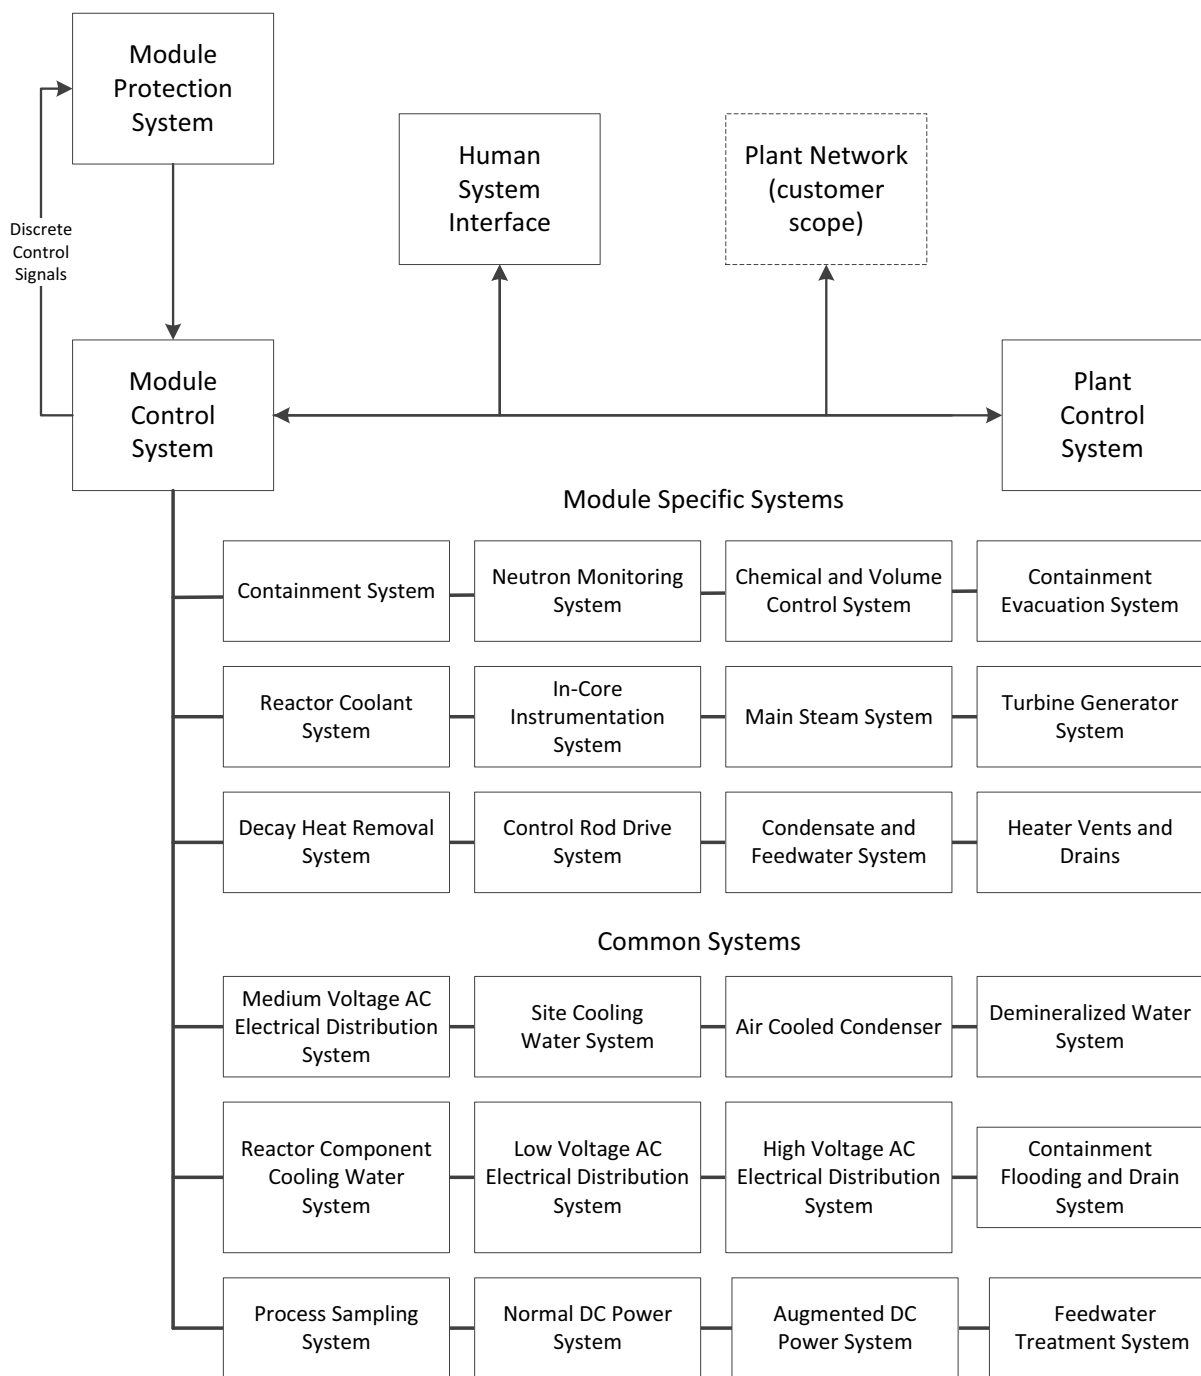 Module
Protection
System
Human
System
Interface
Plant Network
(customer
scope)
Discrete
Control
Signals
Module
Control
System
Plant
Control
System
Module Specific Systems
Containment System
Neutron Monitoring
System
Chemical and Volume
Control System
Containment
Evacuation System
Reactor Coolant
System
In-Core
Instrumentation
System
Main Steam System
Turbine Generator
System
Decay Heat Removal
System
Control Rod Drive
System
Condensate and
Feedwater System
Heater Vents and
Drains
Common Systems
Medium Voltage AC
Electrical Distribution
System
Site Cooling
Water System
Air Cooled Condenser
Demineralized Water
System
Reactor Component
Cooling Water
System
Low Voltage AC
Electrical Distribution
System
High Voltage AC
Electrical Distribution
System
Containment
Flooding and Drain
System
Process Sampling
System
Normal DC Power
System
Augmented DC
Power System
Feedwater
Treatment System